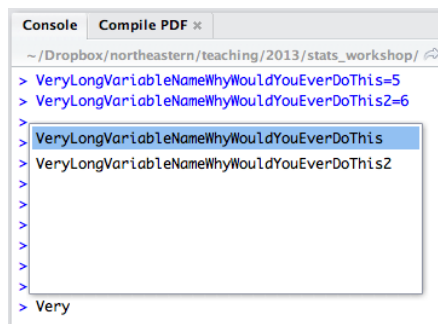 Console Compile PDF ×
~/Dropbox/northeastern/teaching/2013/stats_workshop/
> VeryLongVariableNameWhyWouldYouEverDoThis=5
> VeryLongVariableNameWhyWouldYouEverDoThis2=6
>
> VeryLongVariableNameWhyWouldYouEverDoThis
> VeryLongVariableNameWhyWouldYouEverDoThis2
>
>
>
>
>
>
> Very